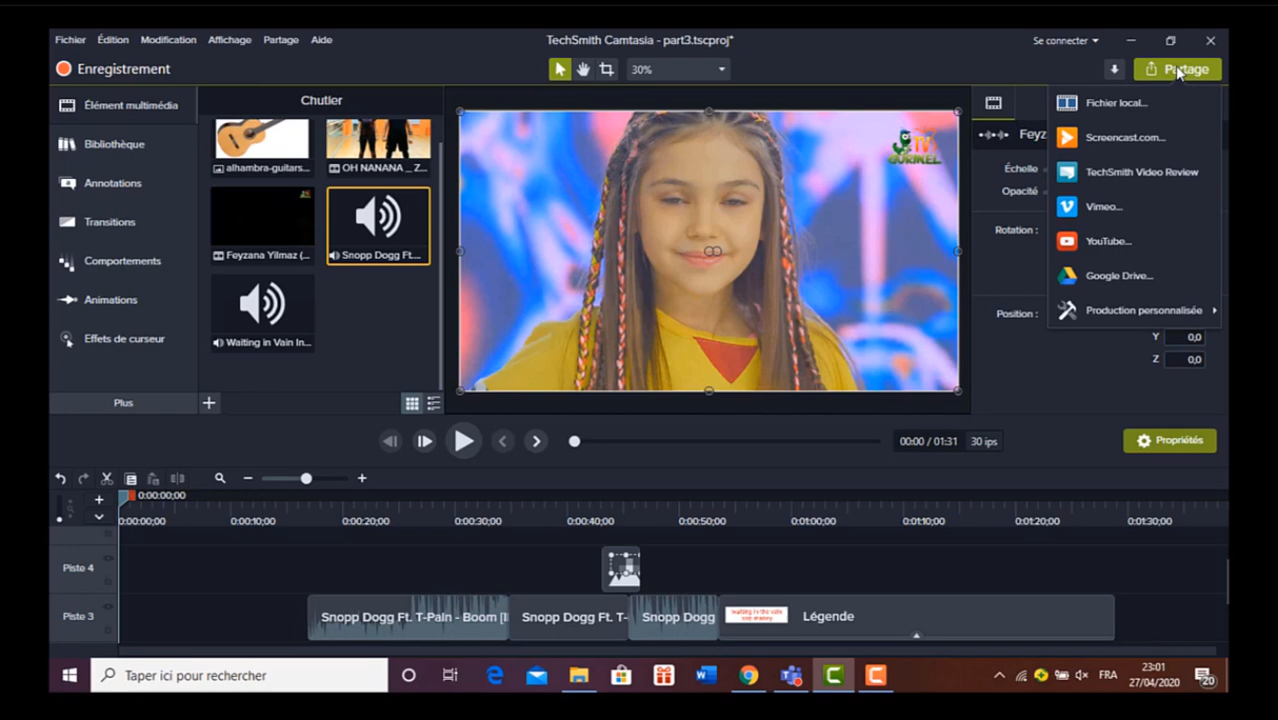 Fichier Édition Modification Affichage Partage Aide
TechSmith Camtasia - part3.tscproj*
Se connecter
Enregistrement
30%
Partage
Élément multimédia
Bibliothèque
Annotations
Transitions
Comportements
Animations
Effets de curseur
Plus
Chutier
alhambra-guitars...
OH NANANA _ Z...
Feyzana Yilmaz (...
Snopp Dogg Ft....
Waiting in Vain In...
TV
Feyz
Échelle
Opacité
Rotation :
Position :
Y 0,0
Z 0,0
Fichier local...
Screencast.com...
TechSmith Video Review
Vimeo...
YouTube...
Google Drive...
Production personnalisée
00:00 / 01:31 30 ips
Propriétés
0:00:00;00
0:00:00;00 0:00:10;00 0:00:20;00 0:00:30;00 0:00:40;00 0:00:50;00 0:01:00;00 0:01:10;00 0:01:20;00 0:01:30;00
Piste 4
Piste 3
Snopp Dogg Ft. T-Pain - Boom [I
Snopp Dogg Ft. T-
Snopp Dogg
Légende
Taper ici pour rechercher
FRA
23:01
27/04/2020
20